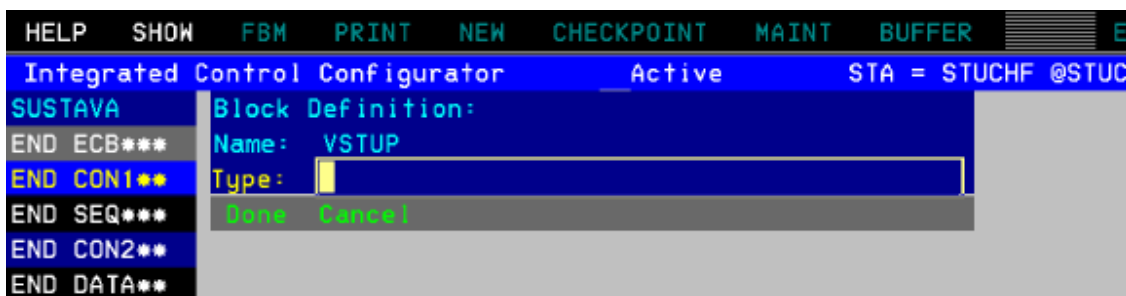 HELP SHOW FBM PRINT NEW CHECKPOINT MAINT BUFFER E
Integrated Control Configurator Active STA = STUCHF @STUC
SUSTAVA Block Definition:
END ECB*** Name: VSTUP
END CON1** Type:
END SEQ*** Done Cancel
END CON2**
END DATA**